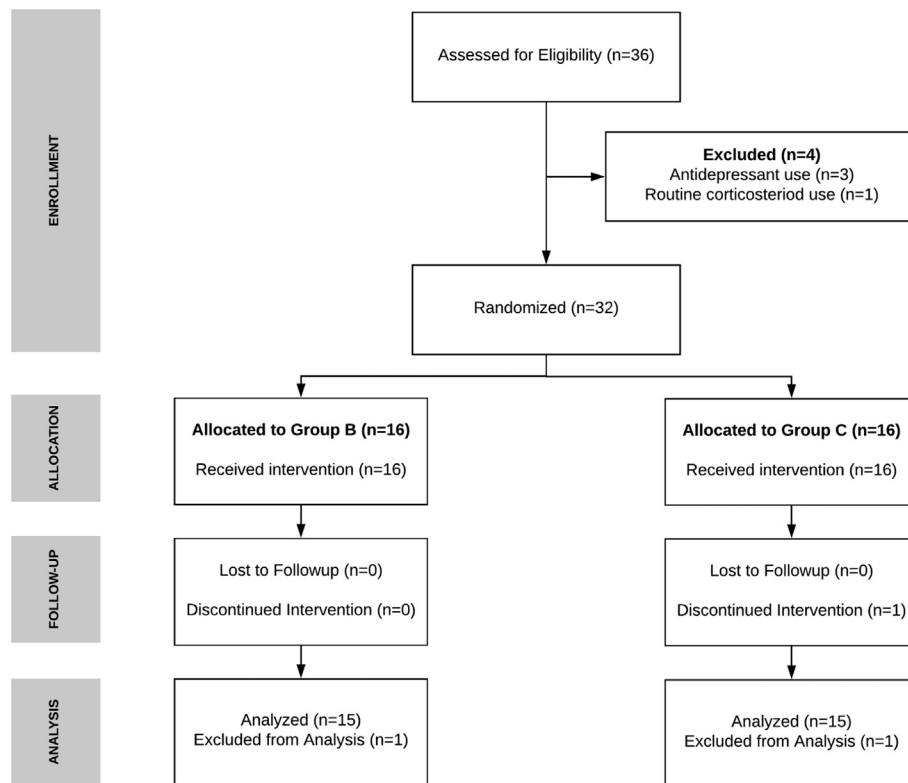 ENROLLMENT
Assessed for Eligibility (n=36)
Excluded (n=4)
Antidepressant use (n=3)
Routine corticosteriod use (n=1)
Randomized (n=32)
ALLOCATION
Allocated to Group B (n=16)
Received intervention (n=16)
Allocated to Group C (n=16)
Received intervention (n=16)
FOLLOW-UP
Lost to Followup (n=0)
Discontinued Intervention (n=0)
Lost to Followup (n=0)
Discontinued Intervention (n=1)
ANALYSIS
Analyzed (n=15)
Excluded from Analysis (n=1)
Analyzed (n=15)
Excluded from Analysis (n=1)